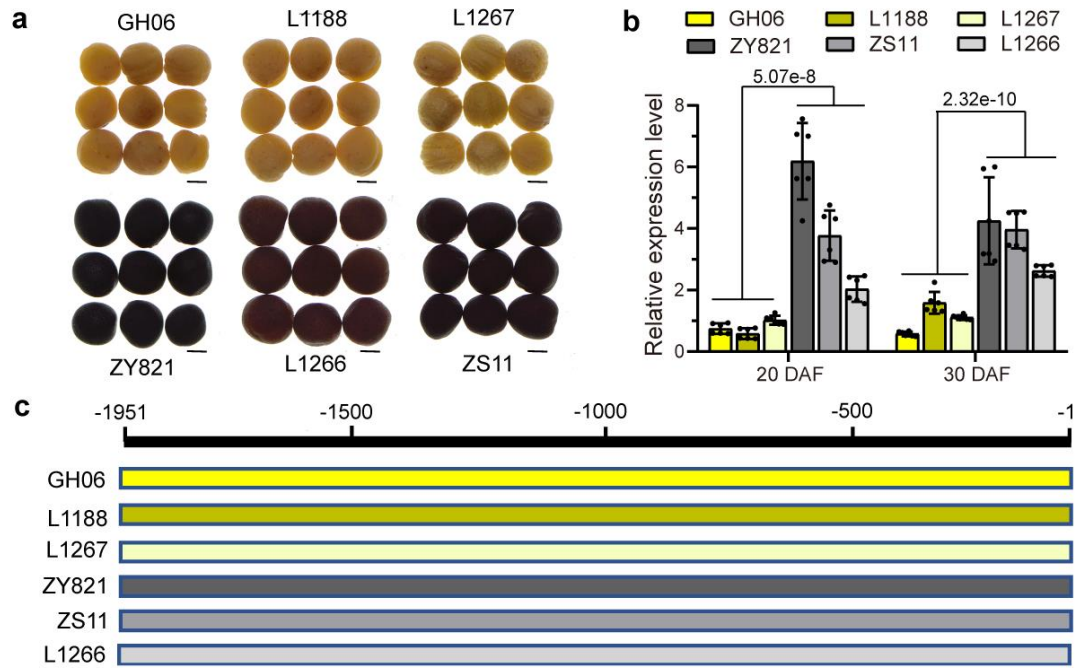 a
GH06 L1188 L1267
ZY821 L1266 ZS11
b
GH06 L1188 L1267
ZY821 ZS11 L1266
5.07e-8
2.32e-10
Relative expression level
8
6
4
2
0
20 DAF 30 DAF
c
-1951 -1500 -1000 -500 -1
GH06
L1188
L1267
ZY821
ZS11
L1266